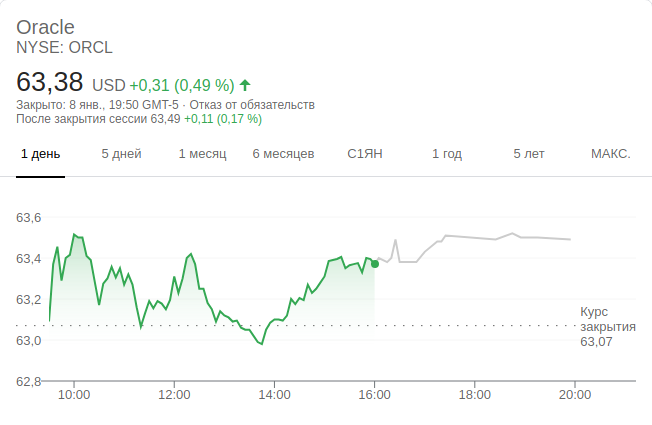 Oracle
NYSE: ORCL
63,38 USD +0,31 (0,49 %)
Закрыто: 8 янв., 19:50 GMT-5 · Отказ от обязательств
После закрытия сессии 63,49 +0,11 (0,17 %)
1 день 5 дней 1 месяц 6 месяцев С1ЯН 1 год 5 лет МАКС.
63,6
63,4
63,2
Курс
закрытия
63,07
63,0
62,8
10:00 12:00 14:00 16:00 18:00 20:00